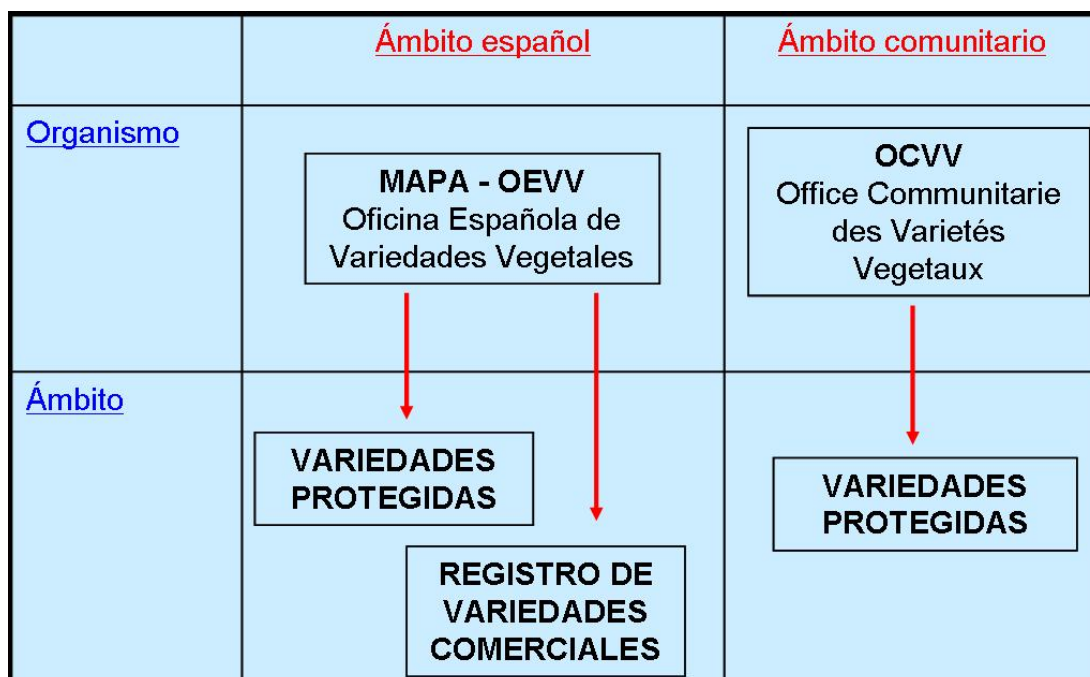 Ámbito español
Ámbito comunitario
Organismo
MAPA - OEVV
Oficina Española de
Variedades Vegetales
OCVV
Office Communitarie
des Varietés
Vegetaux
Ámbito
VARIEDADES
PROTEGIDAS
REGISTRO DE
VARIEDADES
COMERCIALES
VARIEDADES
PROTEGIDAS